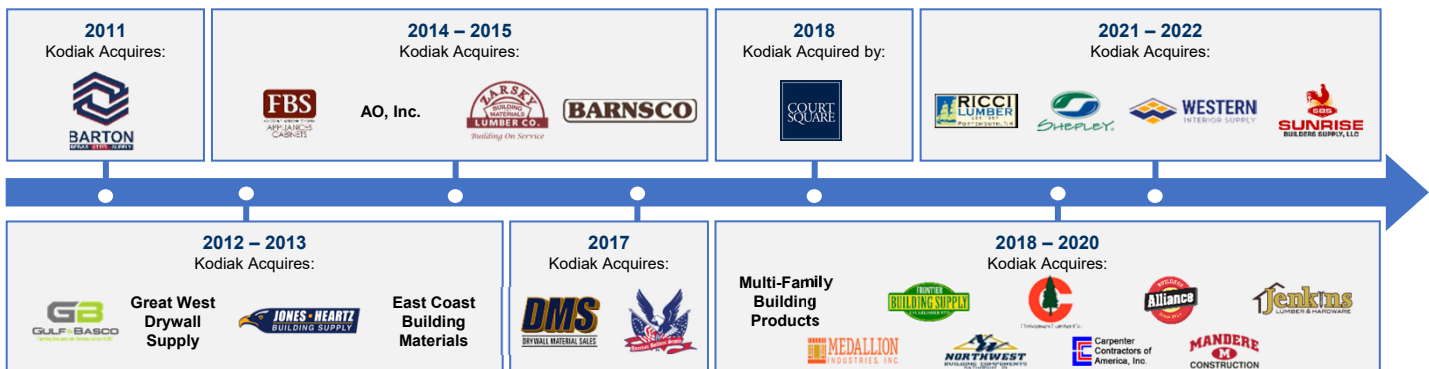 2011
Kodiak Acquires:
BARTON
2014 – 2015
Kodiak Acquires:
FBS
APPLIANCES
CABINETS
AO, Inc.
ZARSKY
BUILDING
MATERIALS
LUMBER CO.
Building On Service
BARNSCO
2018
Kodiak Acquired by:
COURT
SQUARE
2021 – 2022
Kodiak Acquires:
RICCI
LUMBER
SHEPLEY
WESTERN
INTERIOR SUPPLY
SBS
SUNRISE
BUILDERS SUPPLY, LLC
2012 – 2013
Kodiak Acquires:
GB
GULF BASCO
Great West
Drywall
Supply
JONES • HEARTZ
BUILDING SUPPLY
East Coast
Building
Materials
2017
Kodiak Acquires:
DMS
DRYWALL MATERIAL SALES
2018 – 2020
Kodiak Acquires:
Multi-Family
Building
Products
FRONTIER
BUILDING SUPPLY
C
BUILDERS
Alliance
Jenkins
LUMBER & HARDWARE
MEDALLION
INDUSTRIES, INC.
NORTHWEST
BUILDING COMPONENTS
Carpenter
Contractors of
America, Inc.
MANDERE
M
CONSTRUCTION